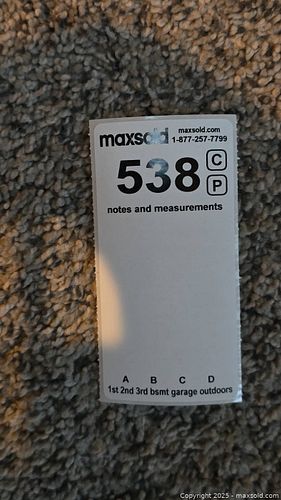 maxsold maxsold.com
1-877-257-7799
538 C
P
notes and measurements
A B C D
1st 2nd 3rd bsmt garage outdoors
Copyright 2025 - maxsold.com